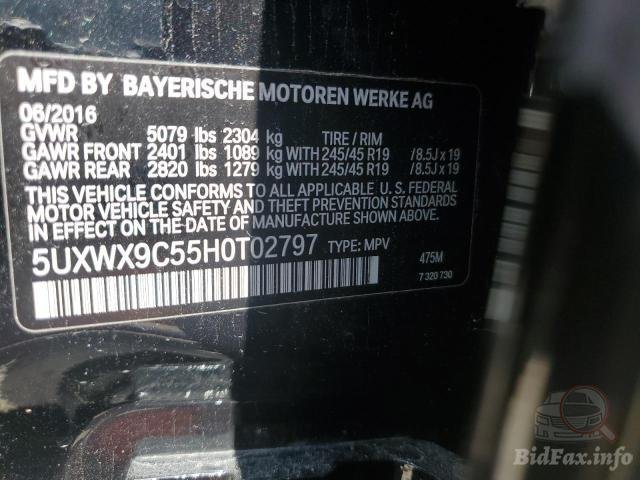 MFD BY BAYERISCHE MOTOREN WERKE AG
06/2016
GVWR 5079 lbs 2304 kg TIRE / RIM
GAWR FRONT 2401 lbs 1089 kg WITH 245/45 R19 /8.5J x 19
GAWR REAR 2820 lbs 1279 kg WITH 245/45 R19 /8.5J x 19
THIS VEHICLE CONFORMS TO ALL APPLICABLE U. S. FEDERAL
MOTOR VEHICLE SAFETY AND THEFT PREVENTION STANDARDS
IN EFFECT ON THE DATE OF MANUFACTURE SHOWN ABOVE.
5UXWX9C55H0T02797 TYPE: MPV 475M
7 320 730
BidFax.info